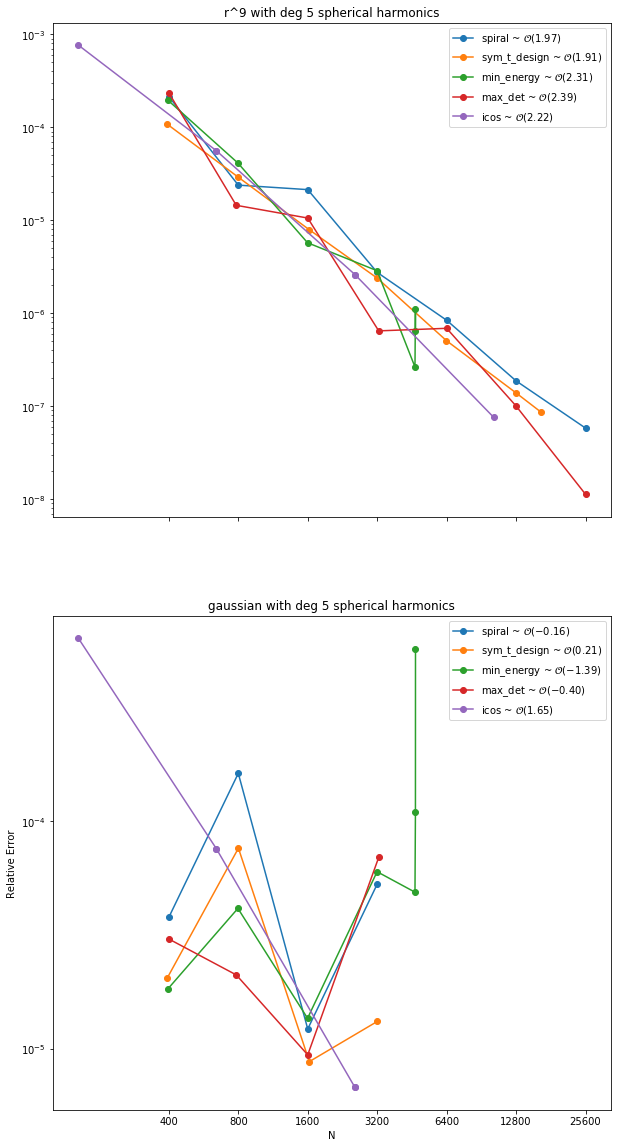 r^9 with deg 5 spherical harmonics
10⁻³
10⁻⁴
10⁻⁵
10⁻⁶
10⁻⁷
10⁻⁸
spiral ~ 𝒪(1.97)
sym_t_design ~ 𝒪(1.91)
min_energy ~ 𝒪(2.31)
max_det ~ 𝒪(2.39)
icos ~ 𝒪(2.22)
gaussian with deg 5 spherical harmonics
spiral ~ 𝒪(−0.16)
sym_t_design ~ 𝒪(0.21)
min_energy ~ 𝒪(−1.39)
max_det ~ 𝒪(−0.40)
icos ~ 𝒪(1.65)
Relative Error
10⁻⁴
10⁻⁵
400 800 1600 3200 6400 12800 25600
N